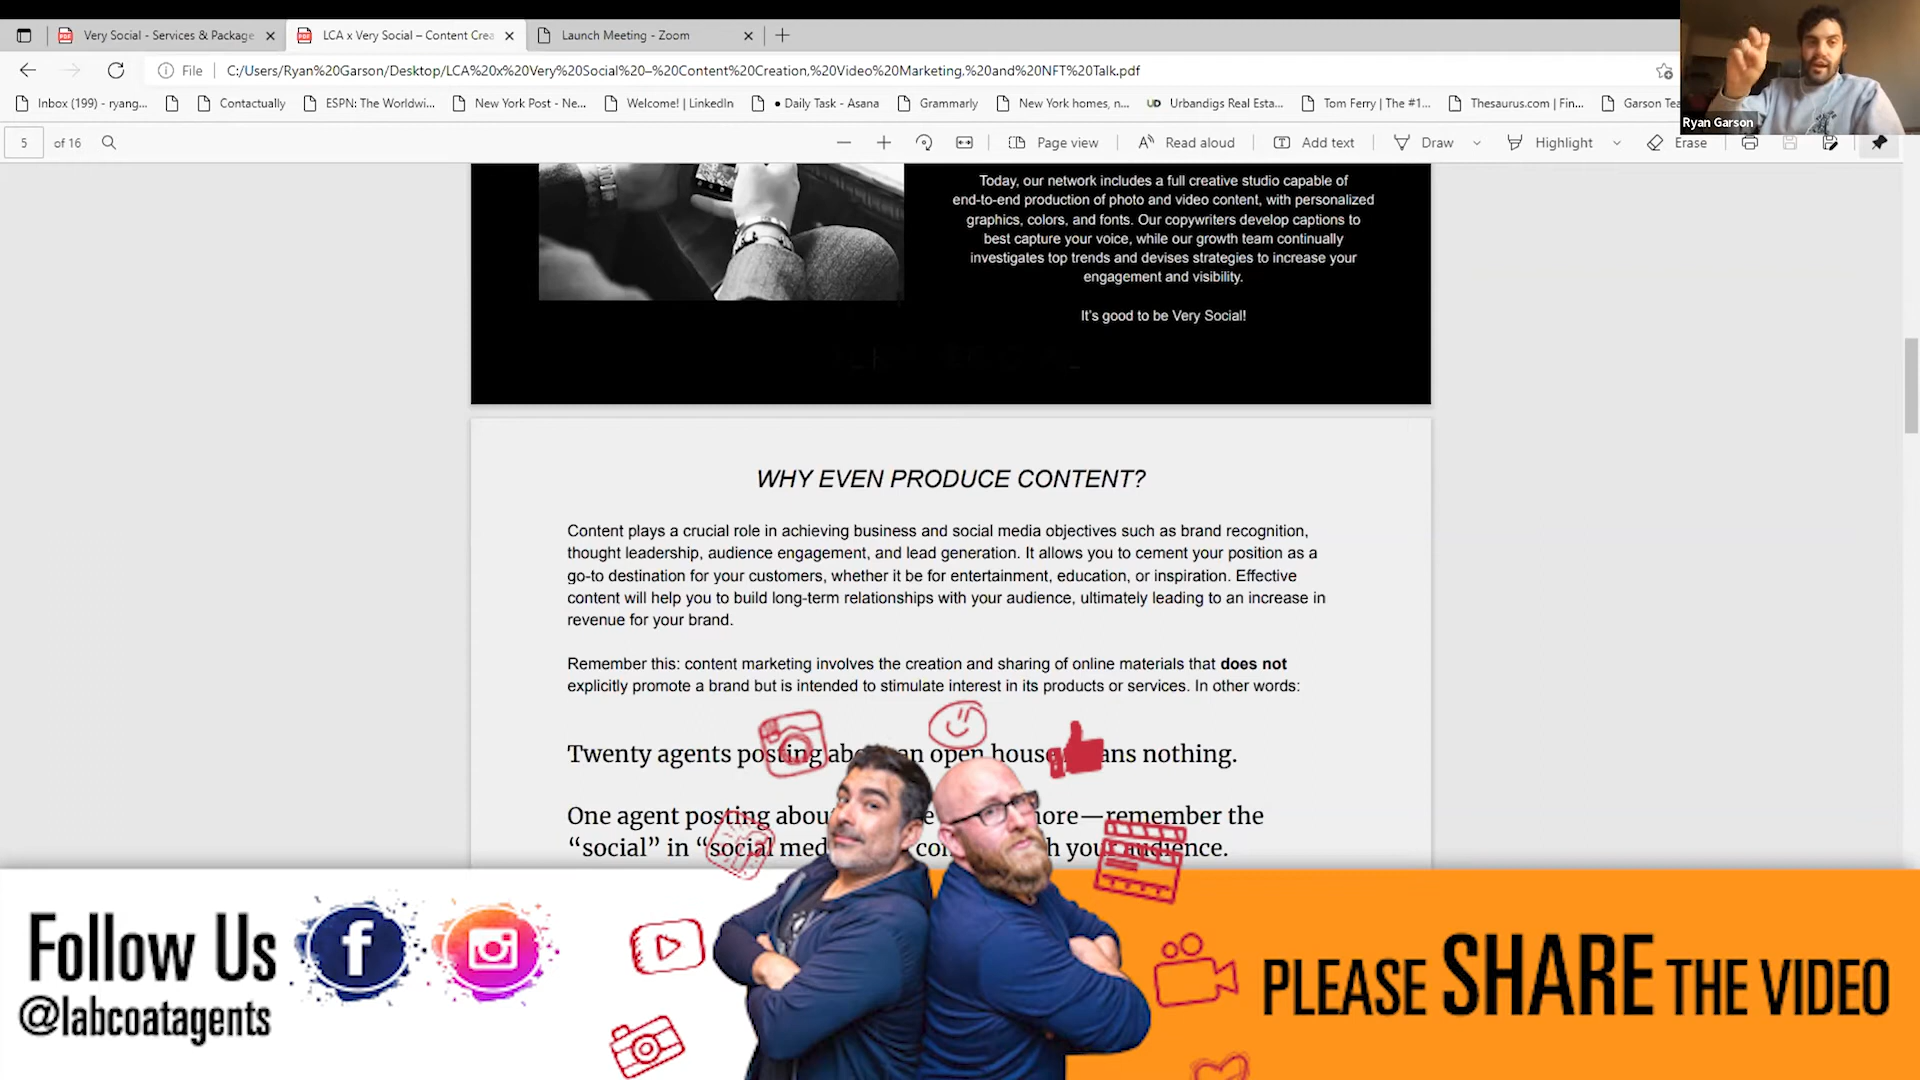 Very Social - Services & Package
LCA x Very Social – Content Crea
Launch Meeting - Zoom
File
C:/Users/Ryan%20Garson/Desktop/LCA%20x%20Very%20Social%20–%20Content%20Creation,%20Video%20Marketing,%20and%20NFT%20Talk.pdf
Inbox (199) - ryang...
Contactually
ESPN: The Worldwi...
New York Post - Ne...
Welcome! | LinkedIn
• Daily Task - Asana
Grammarly
New York homes, n...
UD Urbandigs Real Esta...
Tom Ferry | The #1...
Thesaurus.com | Fin...
Garson Tea
Ryan Garson
5 of 16
Page view
Read aloud
Add text
Draw
Highlight
Erase
Today, our network includes a full creative studio capable of
end-to-end production of photo and video content, with personalized
graphics, colors, and fonts. Our copywriters develop captions to
best capture your voice, while our growth team continually
investigates top trends and devises strategies to increase your
engagement and visibility.
It's good to be Very Social!
WHY EVEN PRODUCE CONTENT?
Content plays a crucial role in achieving business and social media objectives such as brand recognition,
thought leadership, audience engagement, and lead generation. It allows you to cement your position as a
go-to destination for your customers, whether it be for entertainment, education, or inspiration. Effective
content will help you to build long-term relationships with your audience, ultimately leading to an increase in
revenue for your brand.
Remember this: content marketing involves the creation and sharing of online materials that does not
explicitly promote a brand but is intended to stimulate interest in its products or services. In other words:
Twenty agents posting an open house nothing.
One agent posting —remember the
“social” in “social your audience.
Follow Us
@labcoatagents
PLEASE SHARE THE VIDEO